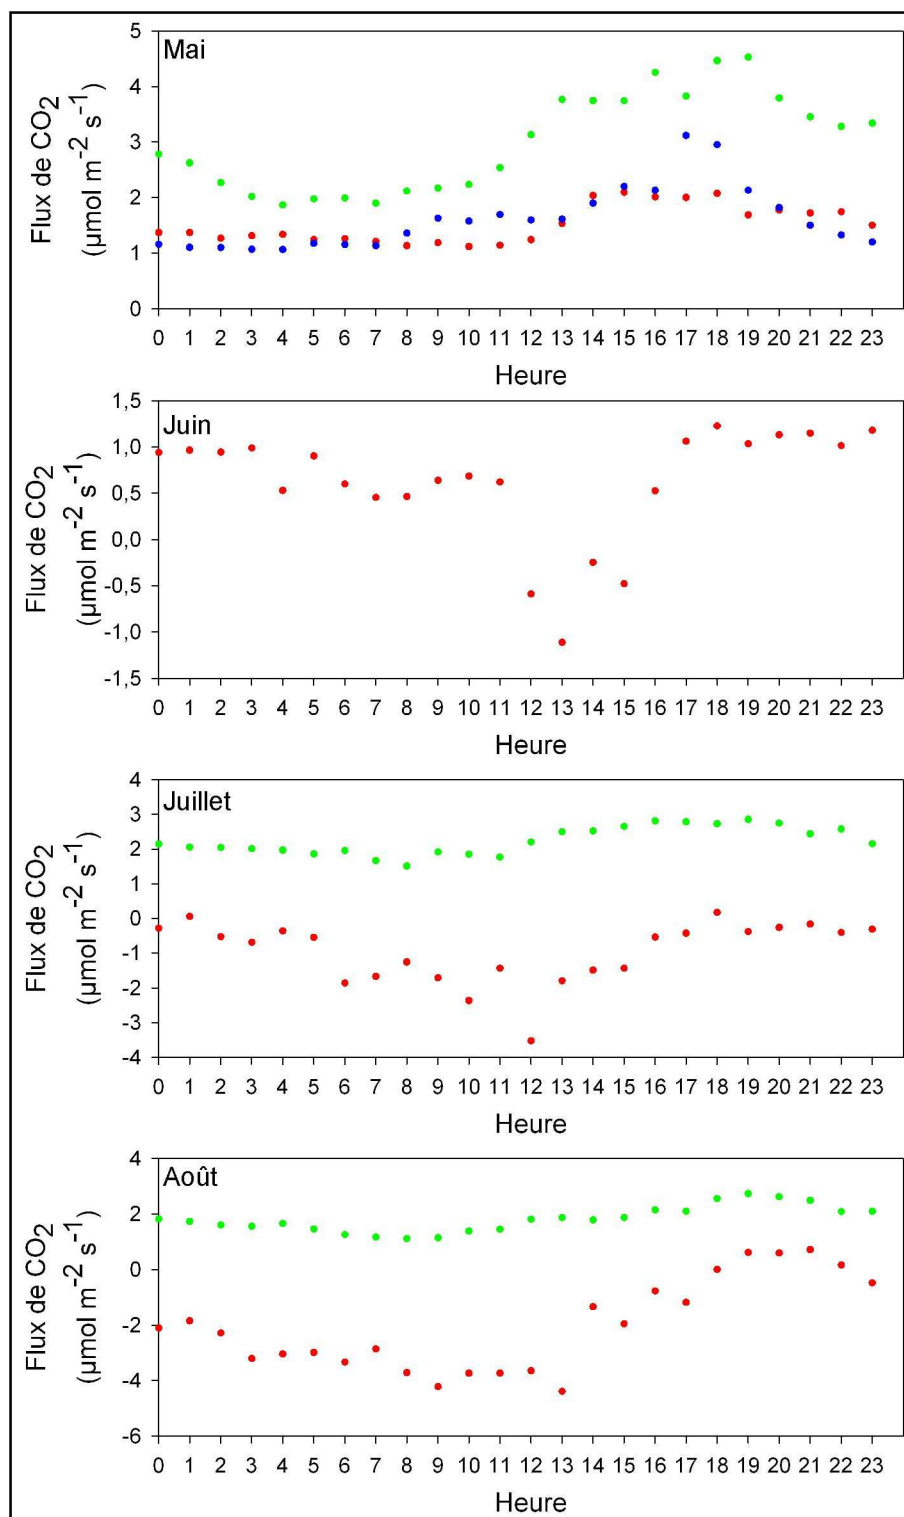 Mai
Flux de CO2
(µmol m-2 s-1)
5
4
3
2
1
0
0 1 2 3 4 5 6 7 8 9 10 11 12 13 14 15 16 17 18 19 20 21 22 23
Heure
Juin
Flux de CO2
(µmol m-2 s-1)
1,5
1,0
0,5
0,0
-0,5
-1,0
-1,5
0 1 2 3 4 5 6 7 8 9 10 11 12 13 14 15 16 17 18 19 20 21 22 23
Heure
Juillet
Flux de CO2
(µmol m-2 s-1)
4
3
2
1
0
-1
-2
-3
-4
0 1 2 3 4 5 6 7 8 9 10 11 12 13 14 15 16 17 18 19 20 21 22 23
Heure
Août
Flux de CO2
(µmol m-2 s-1)
4
2
0
-2
-4
-6
0 1 2 3 4 5 6 7 8 9 10 11 12 13 14 15 16 17 18 19 20 21 22 23
Heure